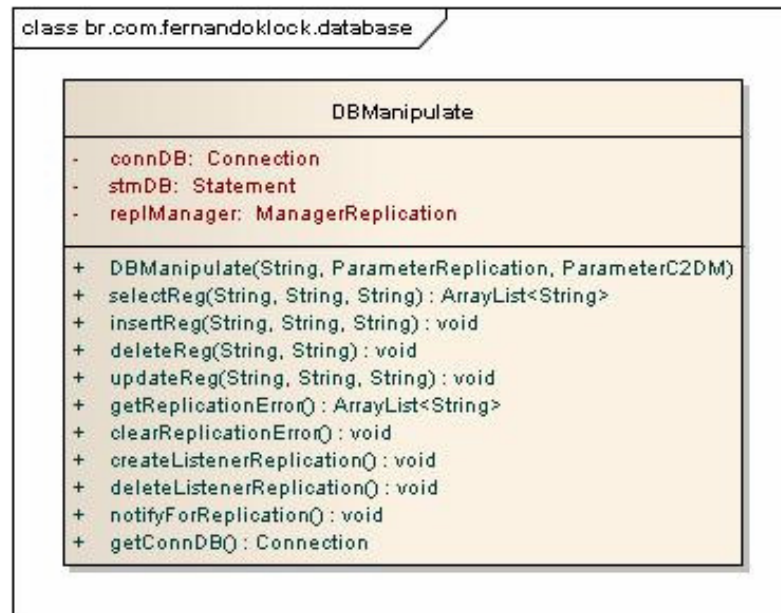 class br.com.fernandoklock.database
DBManipulate
- connDB: Connection
- stmDB: Statement
- replManager: ManagerReplication
+ DBManipulate(String, ParameterReplication, ParameterC2DM)
+ selectReg(String, String, String) : ArrayList<String>
+ insertReg(String, String, String) : void
+ deleteReg(String, String) : void
+ updateReg(String, String, String) : void
+ getReplicationError() : ArrayList<String>
+ clearReplicationError() : void
+ createListenerReplication() : void
+ deleteListenerReplication() : void
+ notifyForReplication() : void
+ getConnDB() : Connection